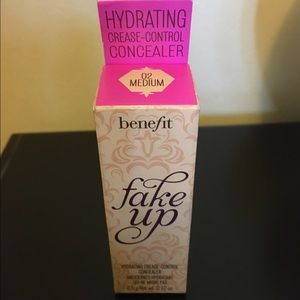 HYDRATING
CREASE-CONTROL
CONCEALER
02
MEDIUM
benefit
fake
up
HYDRATING CREASE-CONTROL
CONCEALER